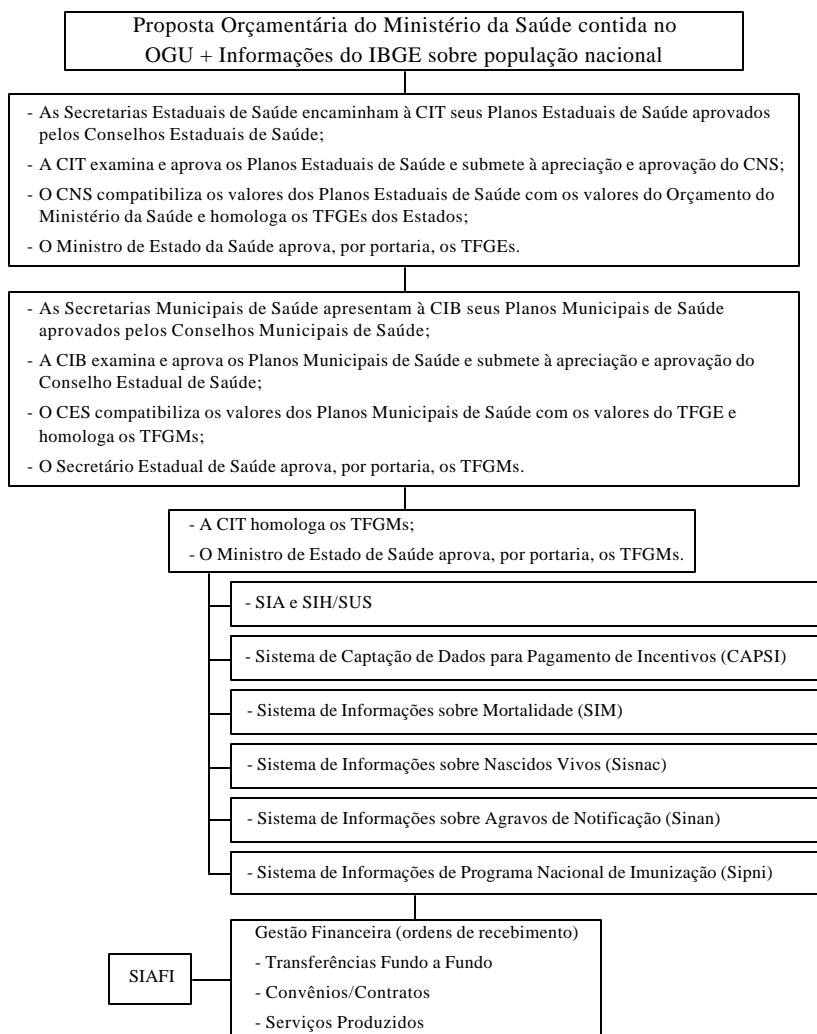 Proposta Orçamentária do Ministério da Saúde contida no
OGU + Informações do IBGE sobre população nacional
- As Secretarias Estaduais de Saúde encaminham à CIT seus Planos Estaduais de Saúde aprovados
pelos Conselhos Estaduais de Saúde;
- A CIT examina e aprova os Planos Estaduais de Saúde e submete à apreciação e aprovação do CNS;
- O CNS compatibiliza os valores dos Planos Estaduais de Saúde com os valores do Orçamento do
Ministério da Saúde e homologa os TFGEs dos Estados;
- O Ministro de Estado da Saúde aprova, por portaria, os TFGEs.
- As Secretarias Municipais de Saúde apresentam à CIB seus Planos Municipais de Saúde
aprovados pelos Conselhos Municipais de Saúde;
- A CIB examina e aprova os Planos Municipais de Saúde e submete à apreciação e aprovação do
Conselho Estadual de Saúde;
- O CES compatibiliza os valores dos Planos Municipais de Saúde com os valores do TFGE e
homologa os TFGMs;
- O Secretário Estadual de Saúde aprova, por portaria, os TFGMs.
- A CIT homologa os TFGMs;
- O Ministro de Estado de Saúde aprova, por portaria, os TFGMs.
- SIA e SIH/SUS
- Sistema de Captação de Dados para Pagamento de Incentivos (CAPSI)
- Sistema de Informações sobre Mortalidade (SIM)
- Sistema de Informações sobre Nascidos Vivos (Sisnac)
- Sistema de Informações sobre Agravos de Notificação (Sinan)
- Sistema de Informações de Programa Nacional de Imunização (Sipni)
SIAFI
Gestão Financeira (ordens de recebimento)
- Transferências Fundo a Fundo
- Convênios/Contratos
- Serviços Produzidos